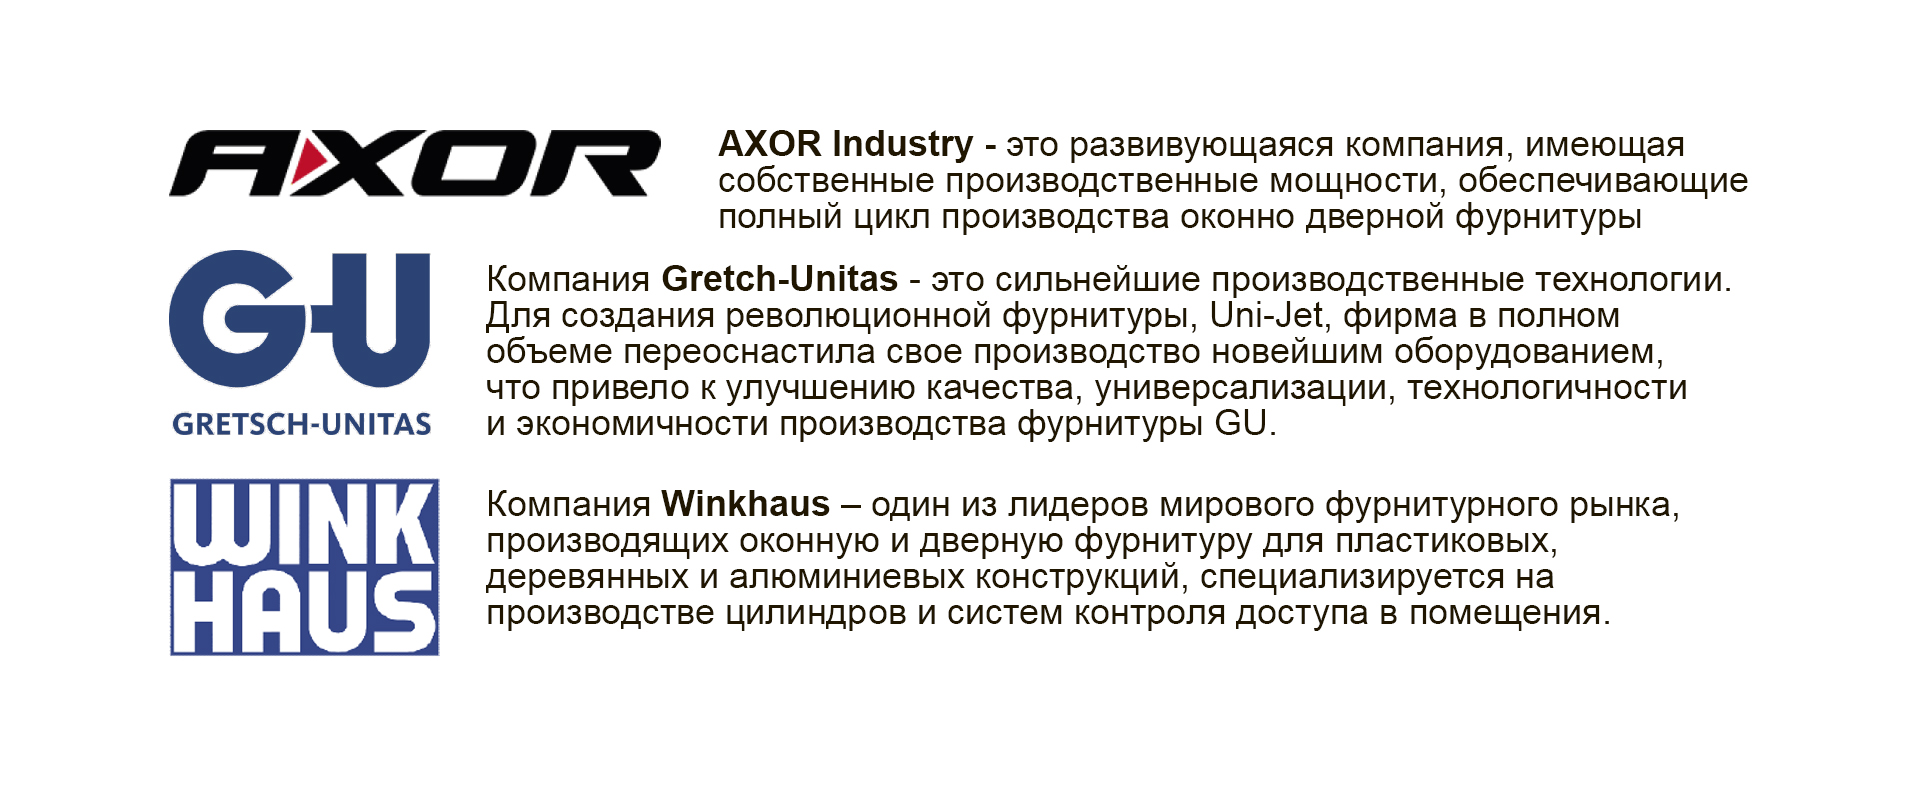 AXOR
AXOR Industry - это развивующаяся компания, имеющая
собственные производственные мощности, обеспечивающие
полный цикл производства оконно дверной фурнитуры
G-U
GRETSCH-UNITAS
Компания Gretch-Unitas - это сильнейшие производственные технологии.
Для создания революционной фурнитуры, Uni-Jet, фирма в полном
объеме переоснастила свое производство новейшим оборудованием,
что привело к улучшению качества, универсализации, технологичности
и экономичности производства фурнитуры GU.
WINK
HAUS
Компания Winkhaus – один из лидеров мирового фурнитурного рынка,
производящих оконную и дверную фурнитуру для пластиковых,
деревянных и алюминиевых конструкций, специализируется на
производстве цилиндров и систем контроля доступа в помещения.